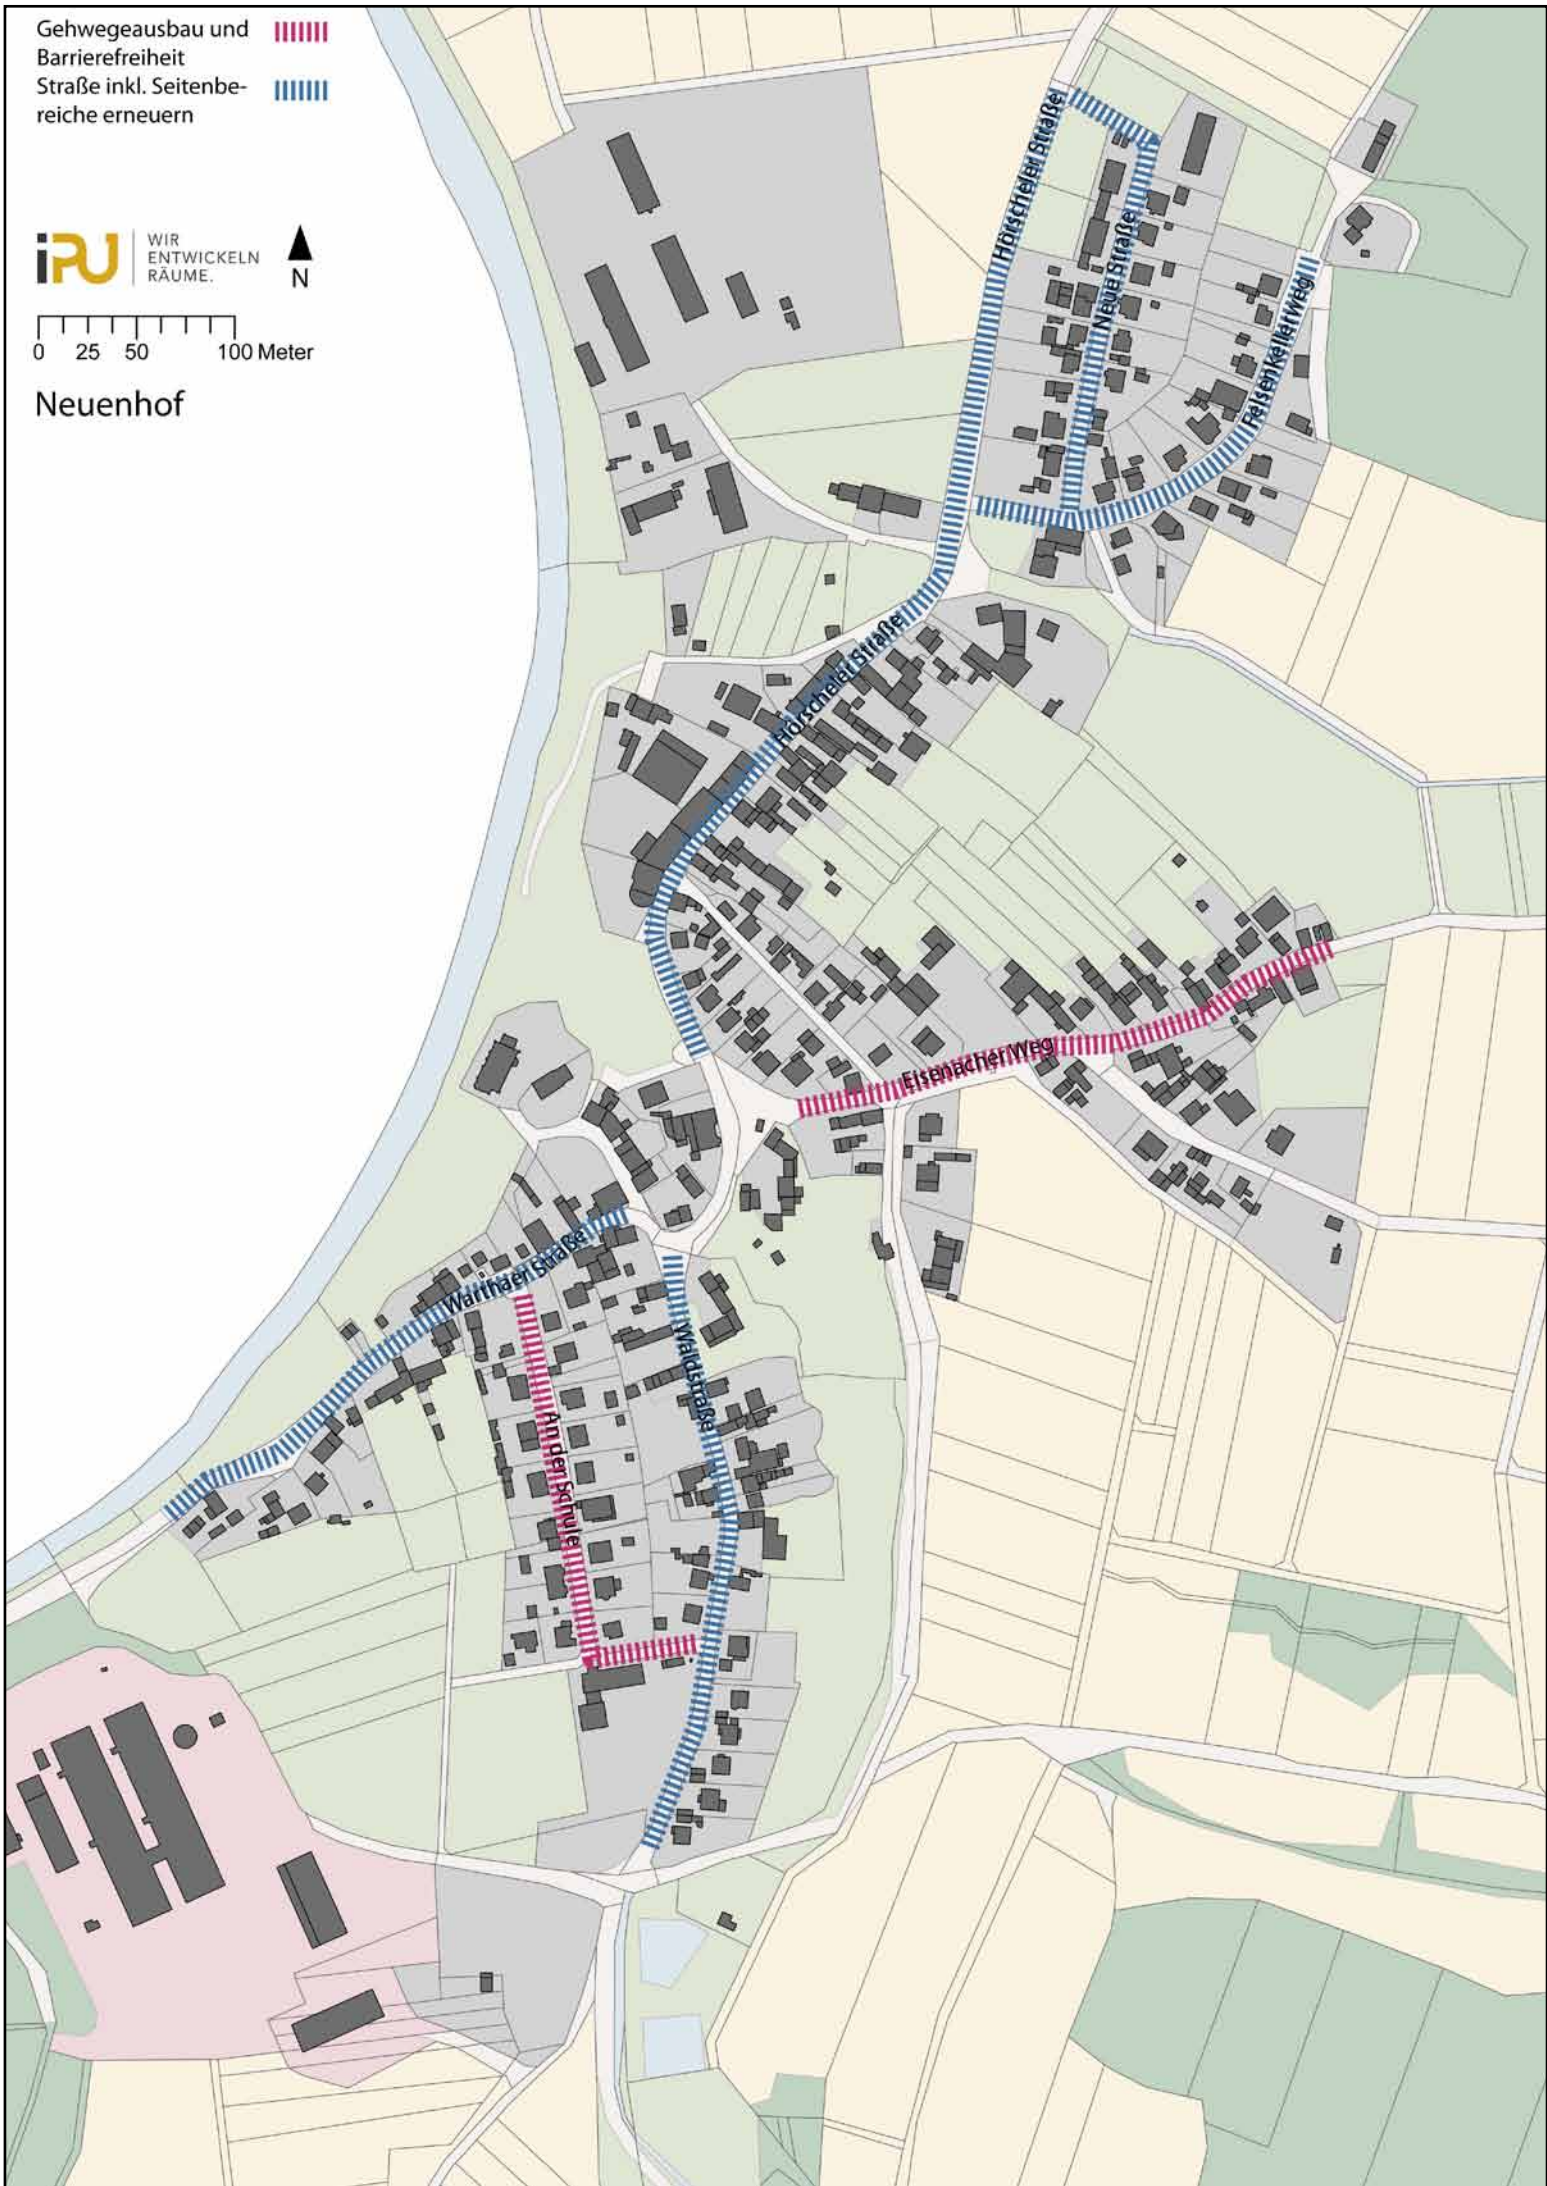 Gehwegeausbau und
Barrierefreiheit
Straße inkl. Seitenbe-
reiche erneuern
iPU
WIR
ENTWICKELN
RÄUME.
N
0 25 50 100 Meter
Neuenhof
Hörscheler Straße
Neue Straße
Felsenkellerweg
Hörscheler Straße
Eisenacher Weg
Warthaer Straße
Waldstraße
An der Schule